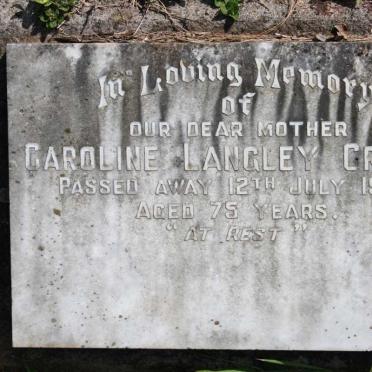 In Loving Memory
of
OUR DEAR MOTHER
CAROLINE LANGLEY
PASSED AWAY 12TH JULY
AGED 75 YEARS.
"AT REST"